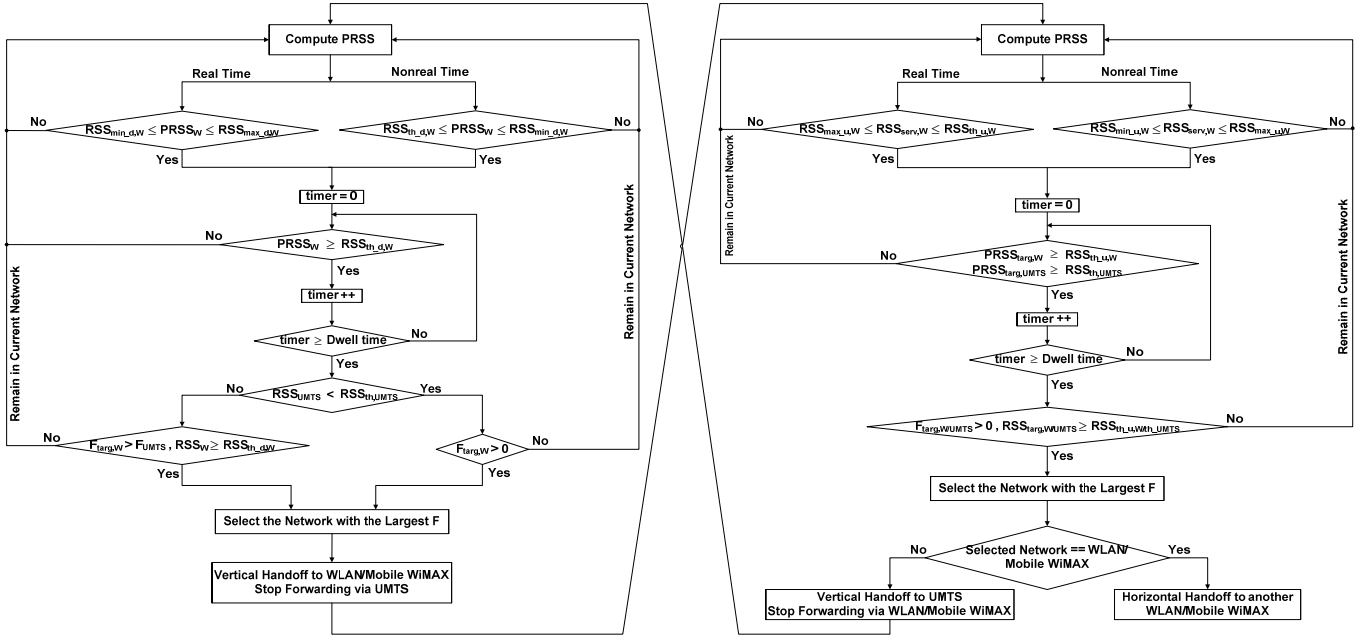 Compute PRSS
Real Time
Nonreal Time
No
RSSmin_d,W ≤ PRSSW ≤ RSSmax_d,W
RSSth_d,W ≤ PRSSW ≤ RSSmin_d,W
No
Yes
Yes
timer = 0
No
PRSSW ≥ RSSth_d,W
Yes
timer ++
timer ≥ Dwell time
No
Yes
No
RSSUMTS < RSSth,UMTS
Yes
No
Ftarg,W > FUMTS , RSSW ≥ RSSth_d,W
Ftarg,W > 0
No
Yes
Yes
Select the Network with the Largest F
Vertical Handoff to WLAN/Mobile WiMAX
Stop Forwarding via UMTS
Remain in Current Network
Remain in Current Network
Compute PRSS
Real Time
Nonreal Time
No
RSSmax_u,W ≤ RSSserv,W ≤ RSSth_u,W
RSSmin_u,W ≤ RSSserv,W ≤ RSSmax_u,W
No
Yes
Yes
timer = 0
No
PRSStarg,W ≥ RSSth_u,W
PRSStarg,UMTS ≥ RSSth,UMTS
Yes
timer ++
timer ≥ Dwell time
No
Yes
Ftarg,W/UMTS > 0 , RSStarg,W/UMTS ≥ RSSth_u,W/th_UMTS
No
Yes
Select the Network with the Largest F
No
Selected Network == WLAN/
Mobile WiMAX
Yes
Vertical Handoff to UMTS
Stop Forwarding via WLAN/Mobile WiMAX
Horizontal Handoff to another
WLAN/Mobile WiMAX
Remain in Current Network
Remain in Current Network